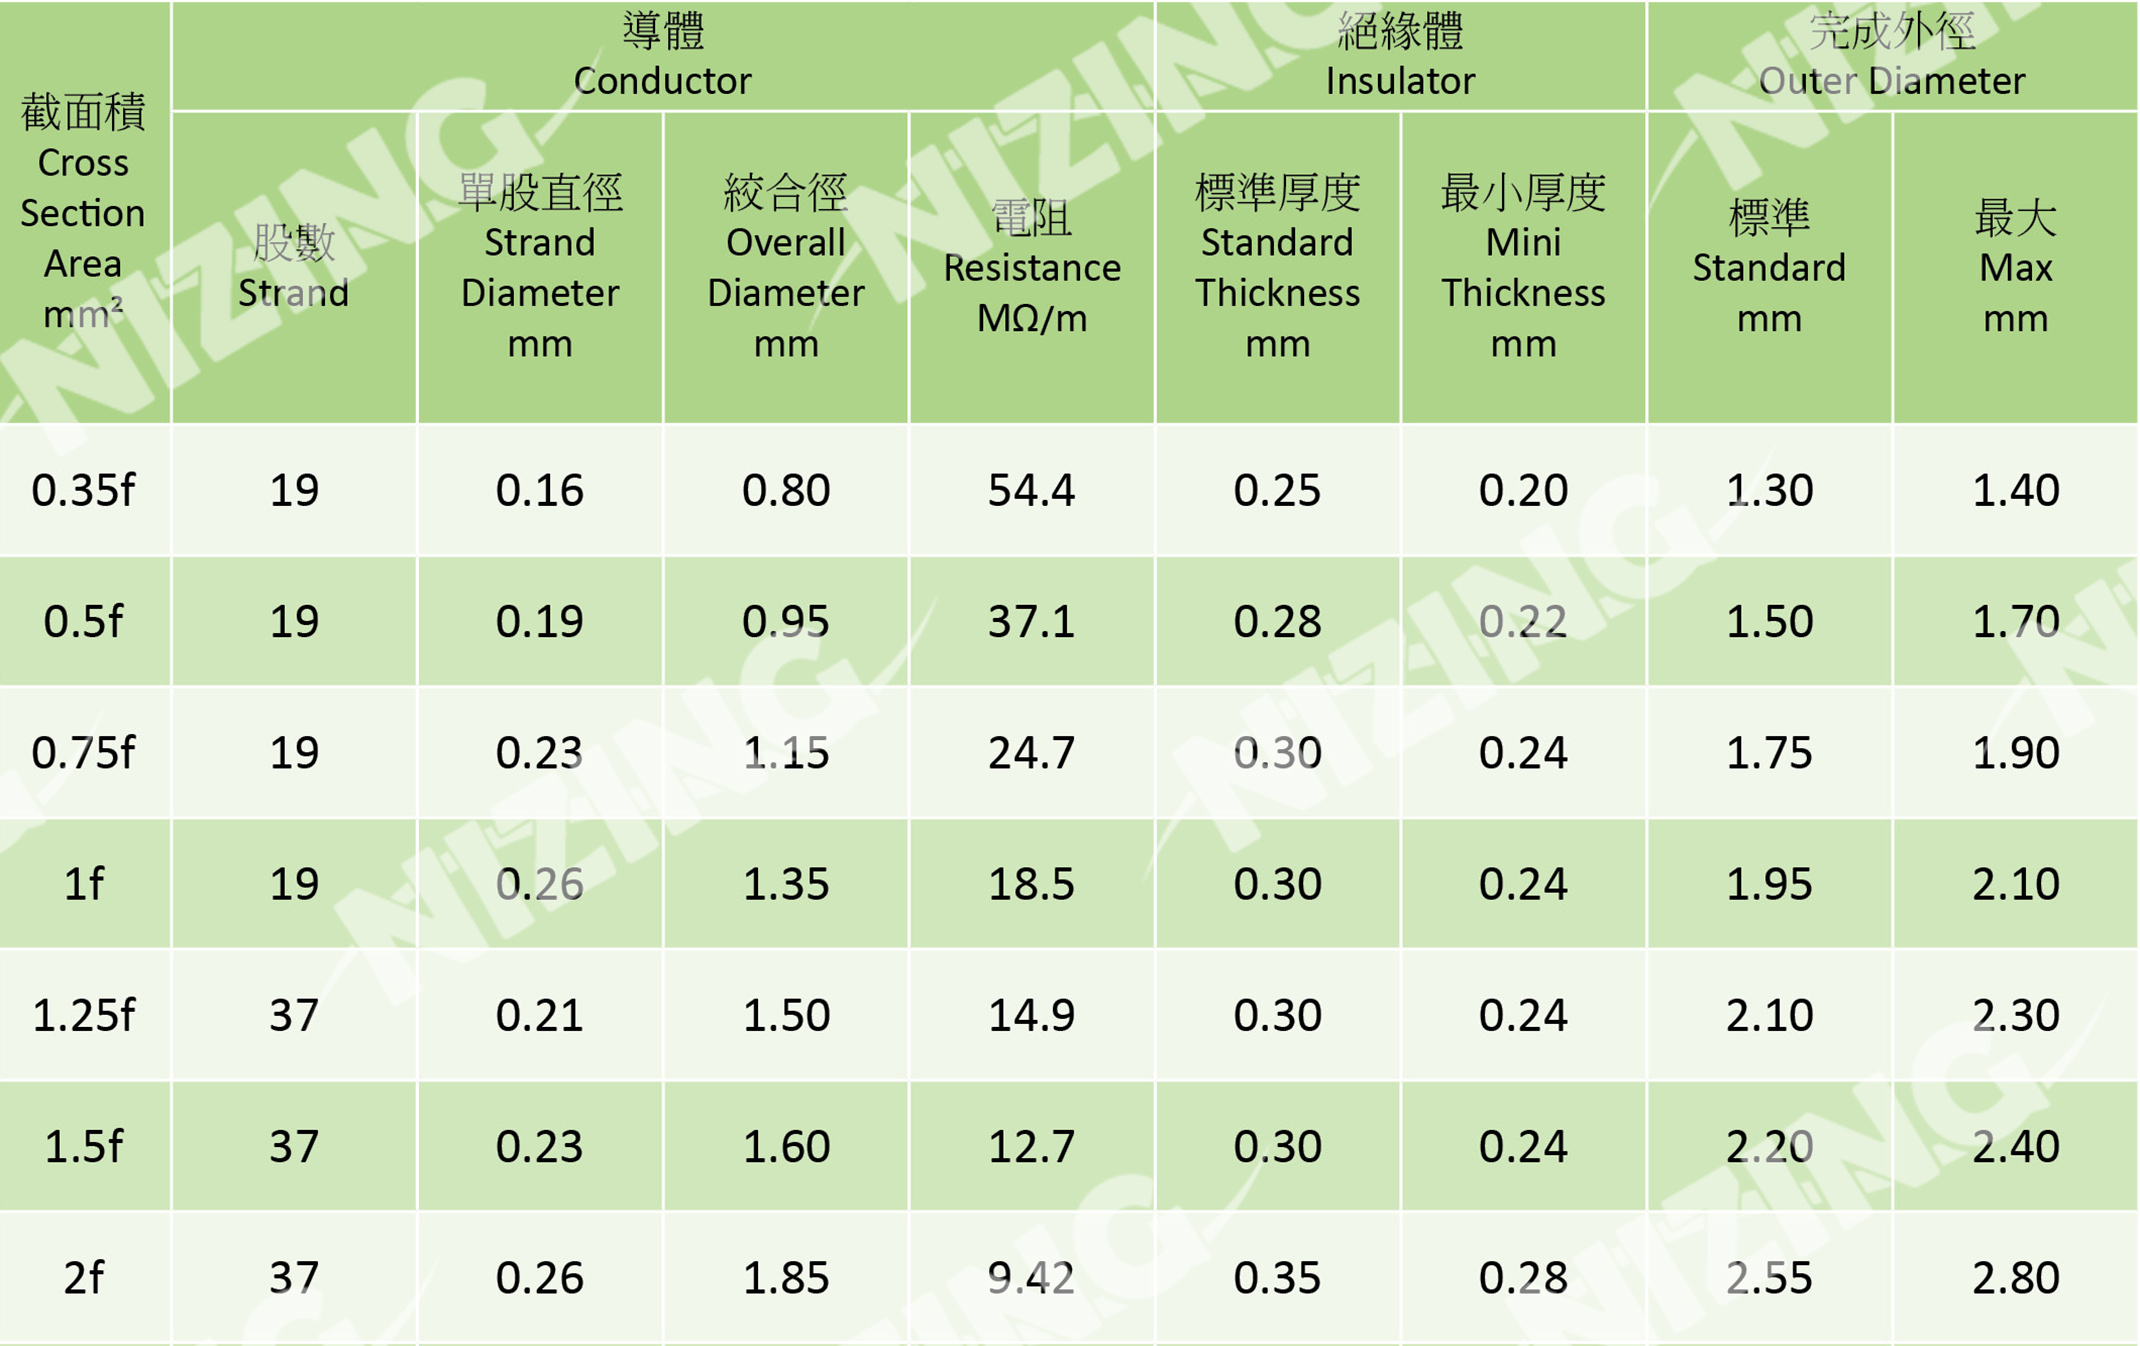 截面積
Cross
Section
Area
mm²
導體
Conductor
絕緣體
Insulator
完成外徑
Outer Diameter
股數
Strand
單股直徑
Strand
Diameter
mm
絞合徑
Overall
Diameter
mm
電阻
Resistance
MΩ/m
標準厚度
Standard
Thickness
mm
最小厚度
Mini
Thickness
mm
標準
Standard
mm
最大
Max
mm
0.35f 19 0.16 0.80 54.4 0.25 0.20 1.30 1.40
0.5f 19 0.19 0.95 37.1 0.28 0.22 1.50 1.70
0.75f 19 0.23 1.15 24.7 0.30 0.24 1.75 1.90
1f 19 0.26 1.35 18.5 0.30 0.24 1.95 2.10
1.25f 37 0.21 1.50 14.9 0.30 0.24 2.10 2.30
1.5f 37 0.23 1.60 12.7 0.30 0.24 2.20 2.40
2f 37 0.26 1.85 9.42 0.35 0.28 2.55 2.80
NIZING
NIZING
NIZING
NIZING
NIZING
NIZING